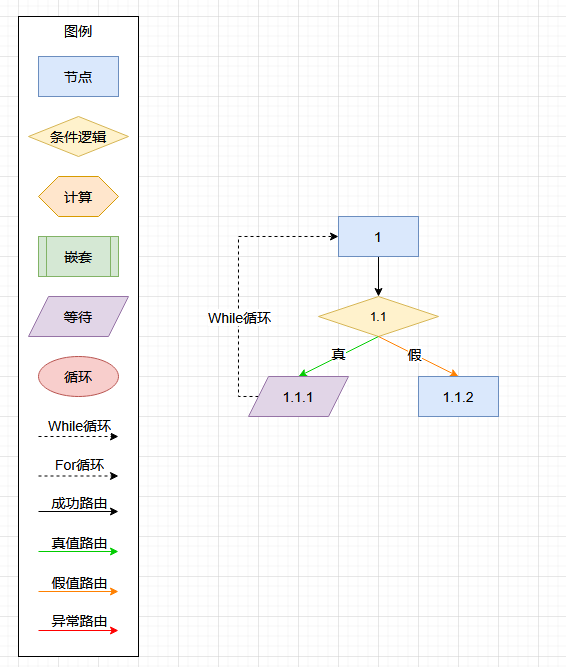 图例
节点
条件逻辑
计算
嵌套
等待
循环
While循环
For循环
成功路由
真值路由
假值路由
异常路由
1
1.1
While循环
真
假
1.1.1
1.1.2